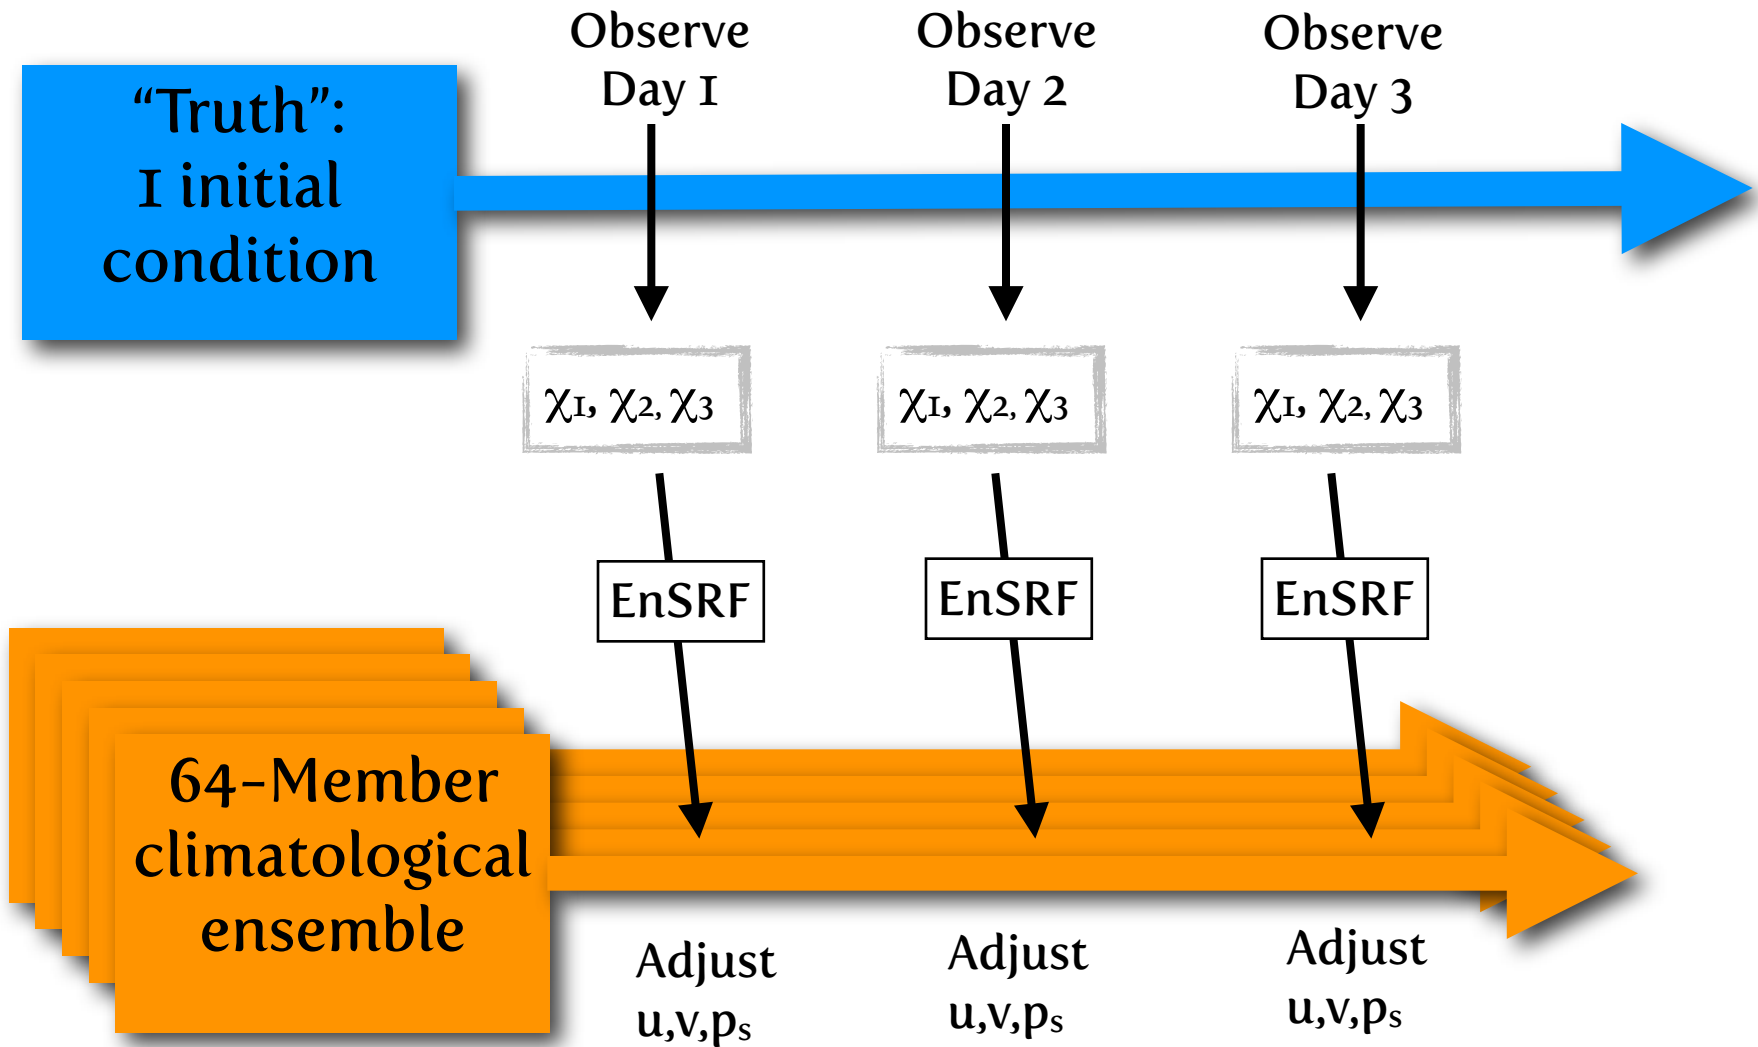 Observe
Day 1
Observe
Day 2
Observe
Day 3
“Truth”:
1 initial
condition
χ1, χ2, χ3
χ1, χ2, χ3
χ1, χ2, χ3
EnSRF
EnSRF
EnSRF
64-Member
climatological
ensemble
Adjust
u,v,ps
Adjust
u,v,ps
Adjust
u,v,ps